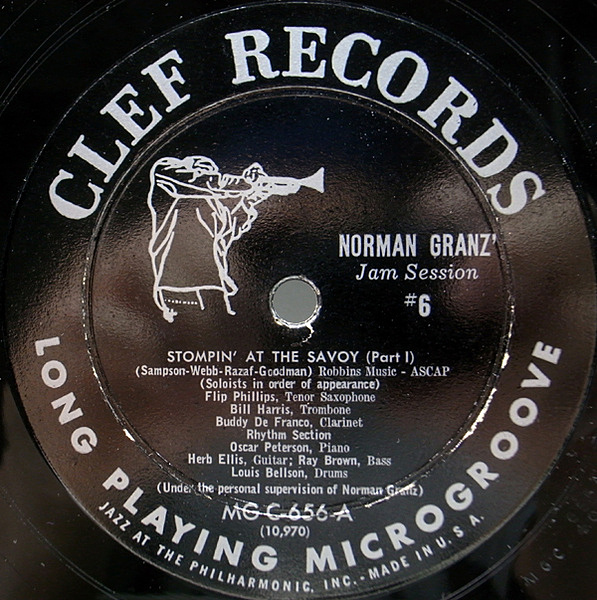 CLEF RECORDS
NORMAN GRANZ'
Jam Session
#6
TRADEMARK
STOMPIN' AT THE SAVOY (Part I)
(Sampson-Webb-Razaf-Goodman) Robbins Music - ASCAP
(Soloists in order of appearance)
Flip Phillips, Tenor Saxophone
Bill Harris, Trombone
Buddy De Franco, Clarinet
Rhythm Section
Oscar Peterson, Piano
Herb Ellis, Guitar; Ray Brown, Bass
Louis Bellson, Drums
(Under the personal supervision of Norman Granz)
MG C-656-A
(10,970)
LONG PLAYING MICROGROOVE
JAZZ AT THE PHILHARMONIC, INC. - MADE IN U.S.A.
MGC